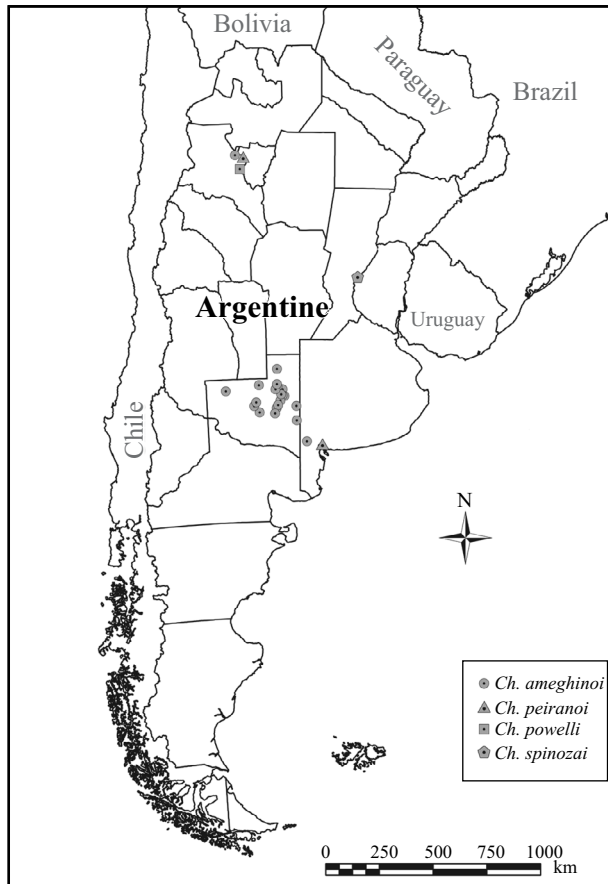 Bolivia
Paraguay
Brazil
Argentine
Uruguay
Chile
N
Ch. ameghinoi
Ch. peiranoi
Ch. powelli
Ch. spinozai
0 250 500 750 1000
km